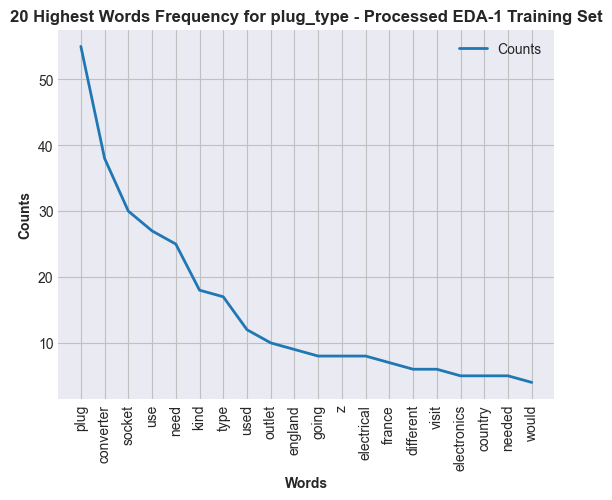 20 Highest Words Frequency for plug_type - Processed EDA-1 Training Set
Counts
50
40
30
20
10
Counts
plug
converter
socket
use
need
kind
type
used
outlet
england
going
z
electrical
france
different
visit
electronics
country
needed
would
Words